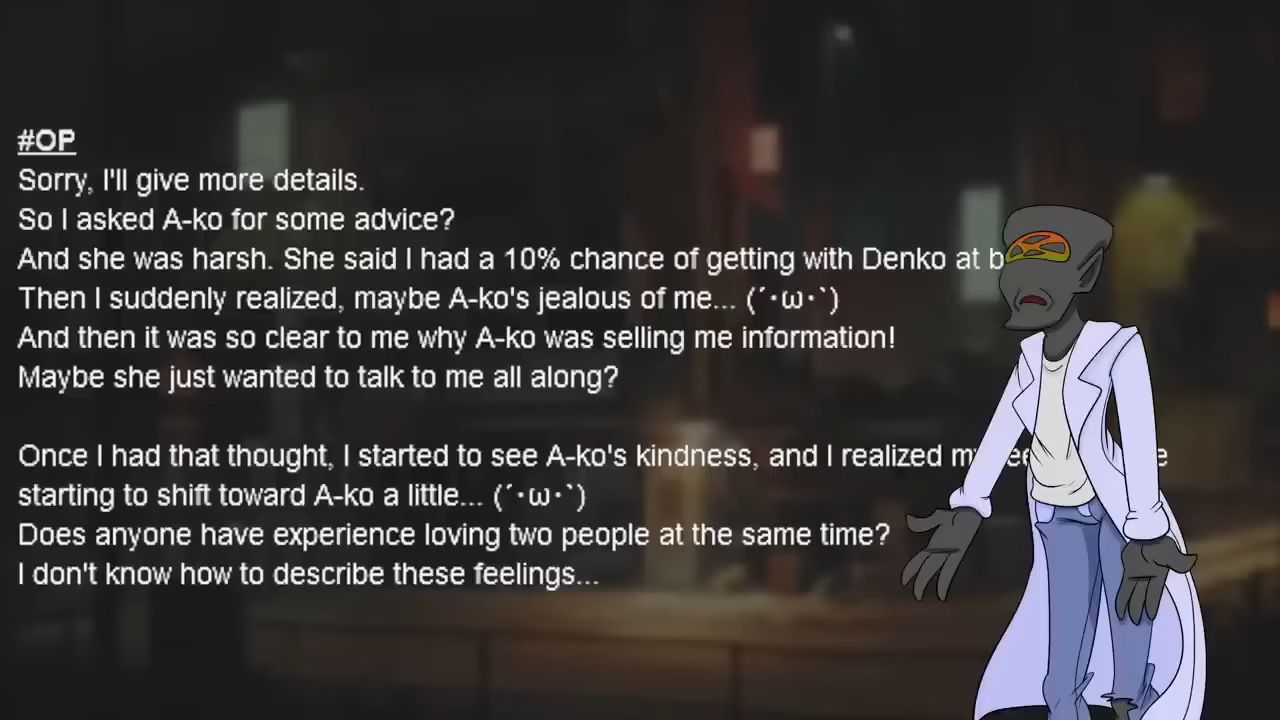 #OP
Sorry, I'll give more details.
So I asked A-ko for some advice?
And she was harsh. She said I had a 10% chance of getting with Denko at
Then I suddenly realized, maybe A-ko's jealous of me... (´･ω･`)
And then it was so clear to me why A-ko was selling me information!
Maybe she just wanted to talk to me all along?
Once I had that thought, I started to see A-ko's kindness, and I realized
starting to shift toward A-ko a little... (´･ω･`)
Does anyone have experience loving two people at the same time?
I don't know how to describe these feelings...